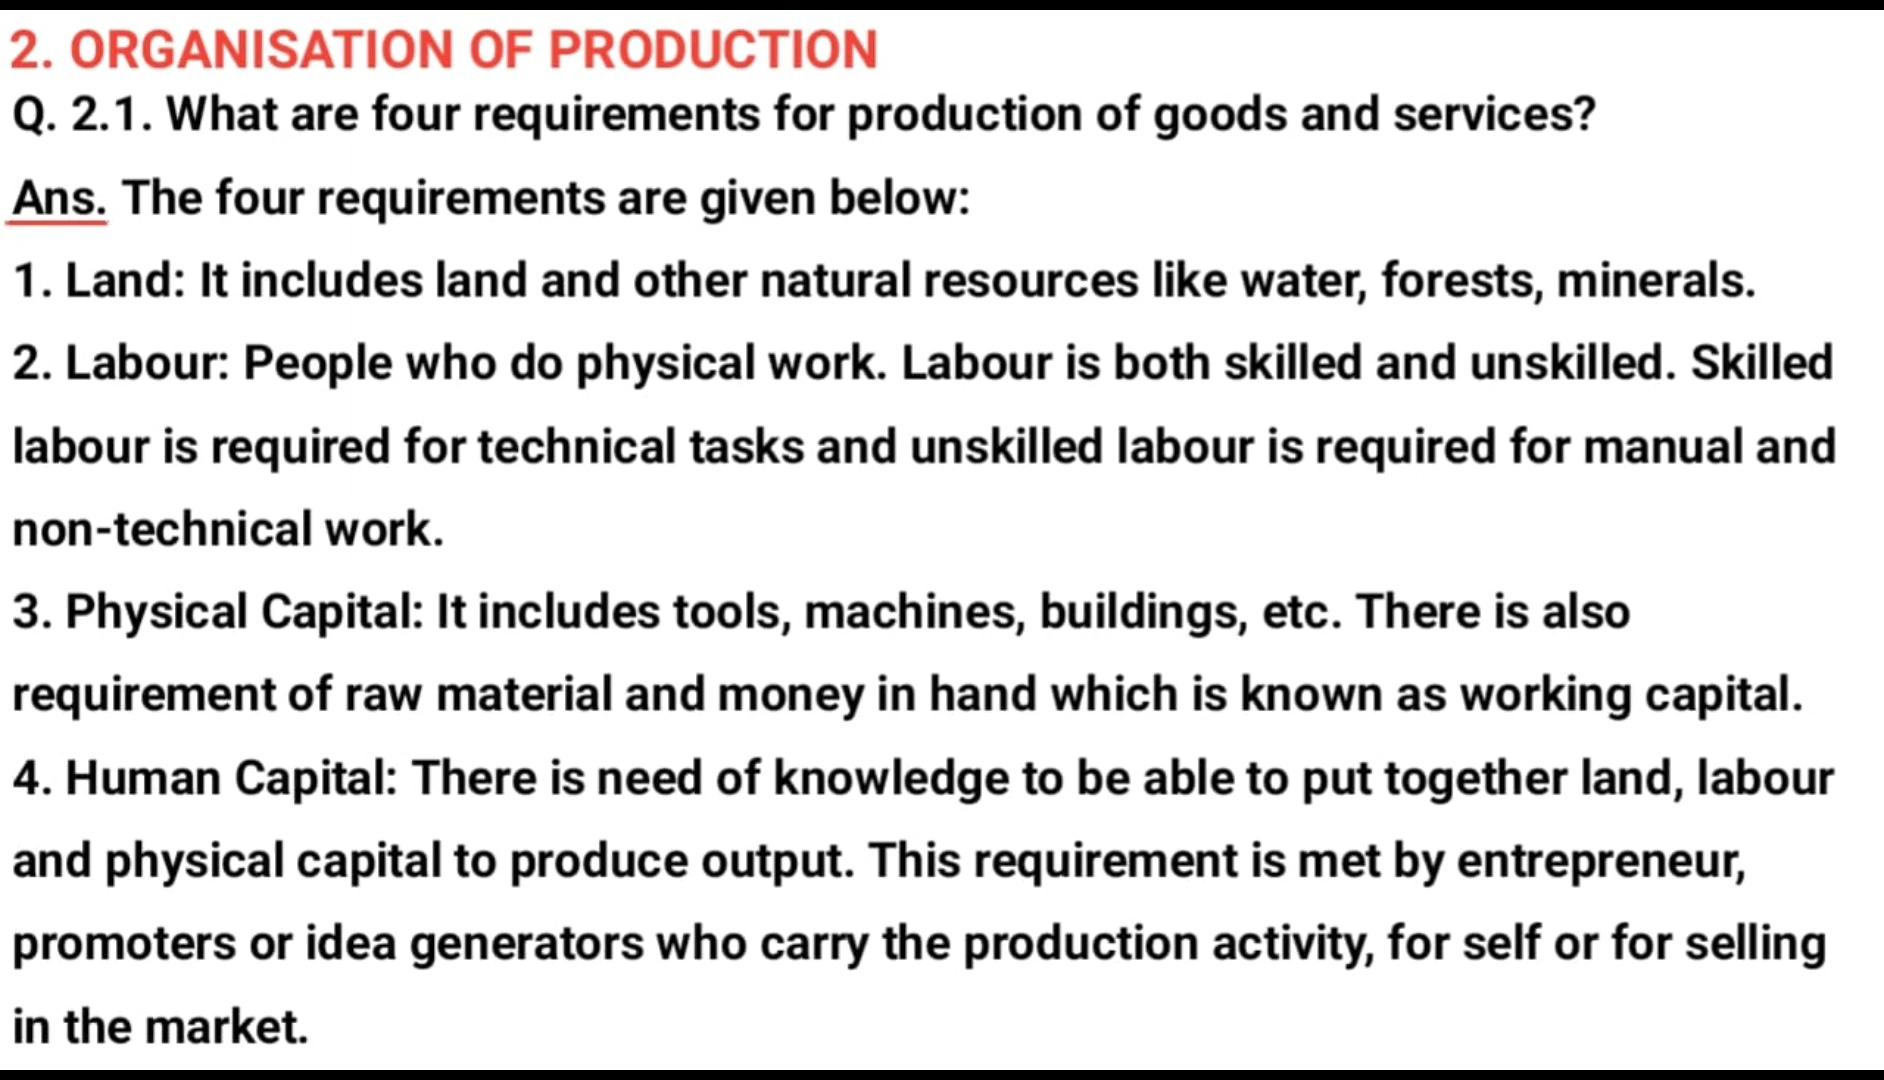 2. ORGANISATION OF PRODUCTION
Q. 2.1. What are four requirements for production of goods and services?
Ans. The four requirements are given below:
1. Land: It includes land and other natural resources like water, forests, minerals.
2. Labour: People who do physical work. Labour is both skilled and unskilled. Skilled
labour is required for technical tasks and unskilled labour is required for manual and
non-technical work.
3. Physical Capital: It includes tools, machines, buildings, etc. There is also
requirement of raw material and money in hand which is known as working capital.
4. Human Capital: There is need of knowledge to be able to put together land, labour
and physical capital to produce output. This requirement is met by entrepreneur,
promoters or idea generators who carry the production activity, for self or for selling
in the market.